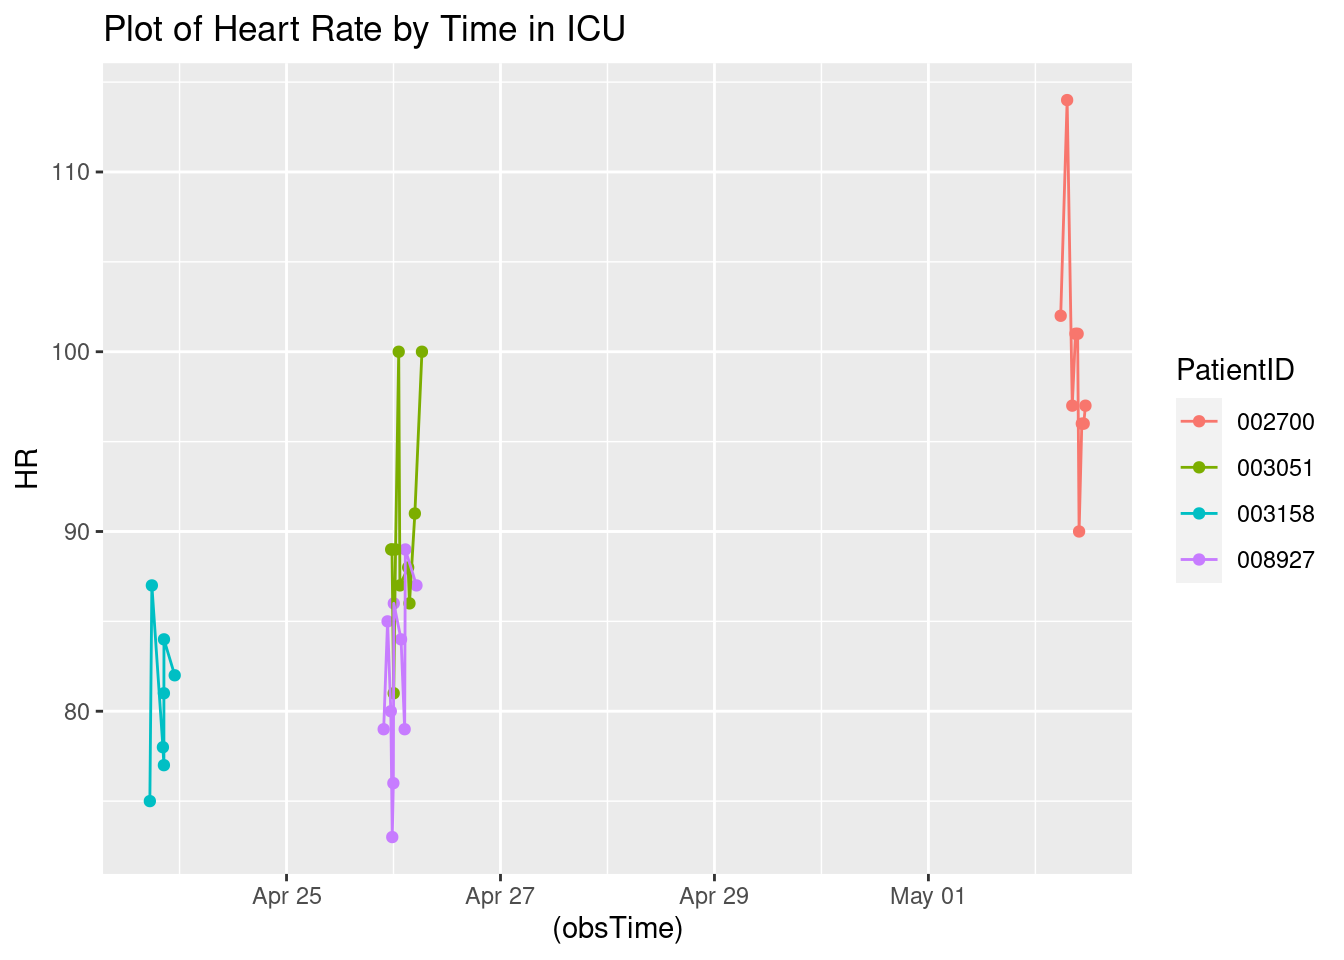 Plot of Heart Rate by Time in ICU
110
100
90
80
HR
Apr 25
Apr 27
Apr 29
May 01
(obsTime)
PatientID
002700
003051
003158
008927